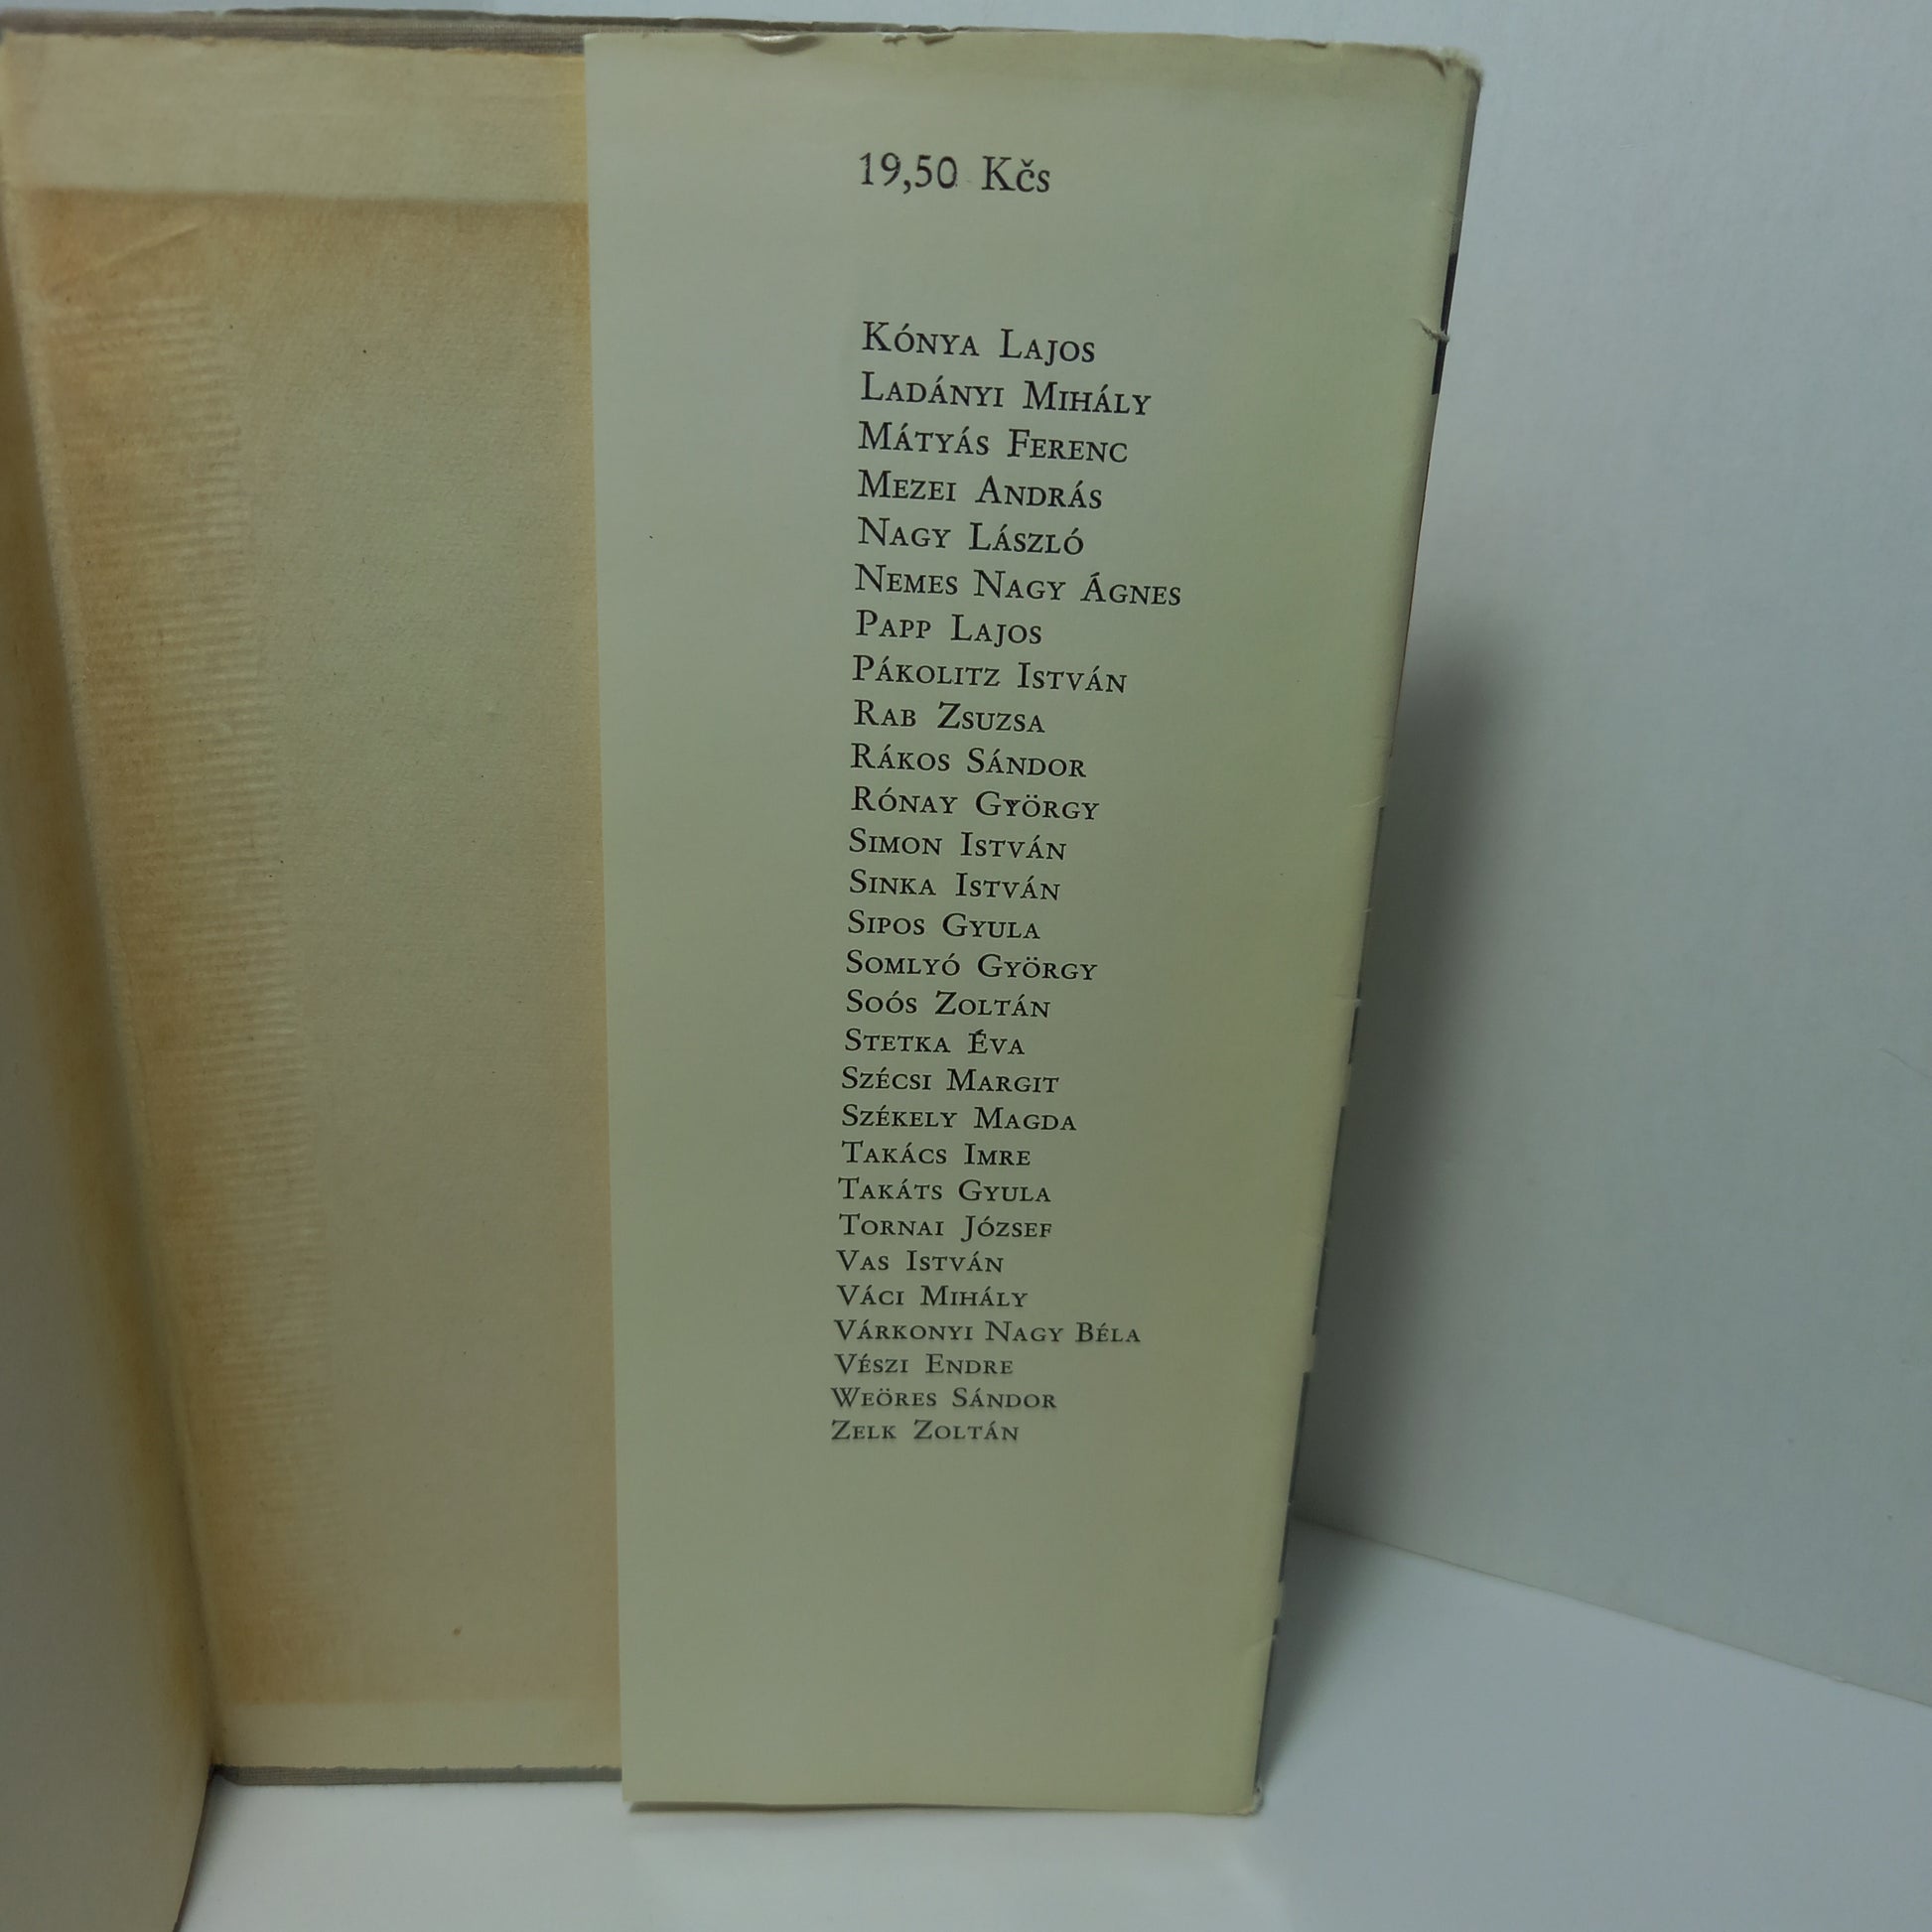 19,50 Kčs
Kónya Lajos
Ladányi Mihály
Mátyás Ferenc
Mezei András
Nagy László
Nemes Nagy Ágnes
Papp Lajos
Pákolitz István
Rab Zsuzsa
Rákos Sándor
Rónay György
Simon István
Sinka István
Sipos Gyula
Somlyó György
Soós Zoltán
Stetka Éva
Szécsi Margit
Székely Magda
Takács Imre
Takáts Gyula
Tornai József
Vas István
Váci Mihály
Várkonyi Nagy Béla
Vészi Endre
Weöres Sándor
Zelk Zoltán